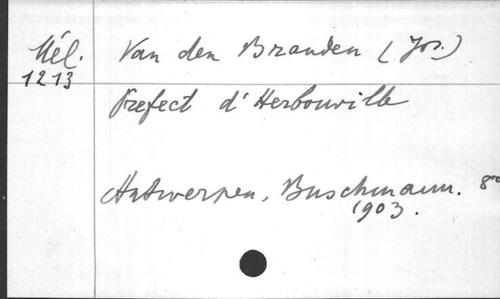 Mél. Van den Branden (Jos.)
1213
Prefect d'Herbouville
Antwerpen, Buschmann. 8°
1903.